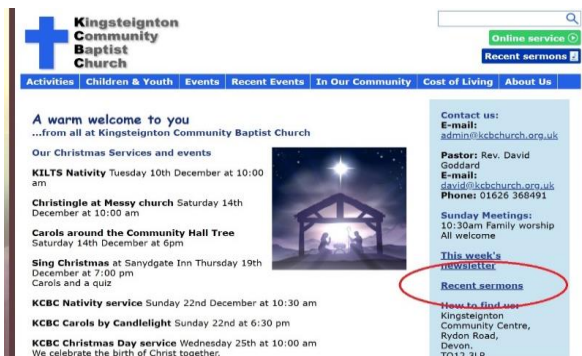 Kingsteignton
Community
Baptist
Church
Online service
Recent sermons
Activities Children & Youth Events Recent Events In Our Community Cost of Living About Us
A warm welcome to you
...from all at Kingsteignton Community Baptist Church
Our Christmas Services and events
KILTS Nativity Tuesday 10th December at 10:00
am
Christingle at Messy church Saturday 14th
December at 10:00 am
Carols around the Community Hall Tree
Saturday 14th December at 6pm
Sing Christmas at Sanydgate Inn Thursday 19th
December at 7:00 pm
Carols and a quiz
KCBC Nativity service Sunday 22nd December at 10:30 am
KCBC Carols by Candlelight Sunday 22nd at 6:30 pm
KCBC Christmas Day service Wednesday 25th at 10:00 am
We celebrate the birth of Christ together.
Contact us:
E-mail:
admin@kcbchurch.org.uk
Pastor: Rev. David
Goddard
E-mail:
david@kcbchurch.org.uk
Phone: 01626 368491
Sunday Meetings:
10:30am Family worship
All welcome
This week's
newsletter
Recent sermons
How to find us:
Kingsteignton
Community Centre,
Rydon Road,
Devon.
TQ12 3LP